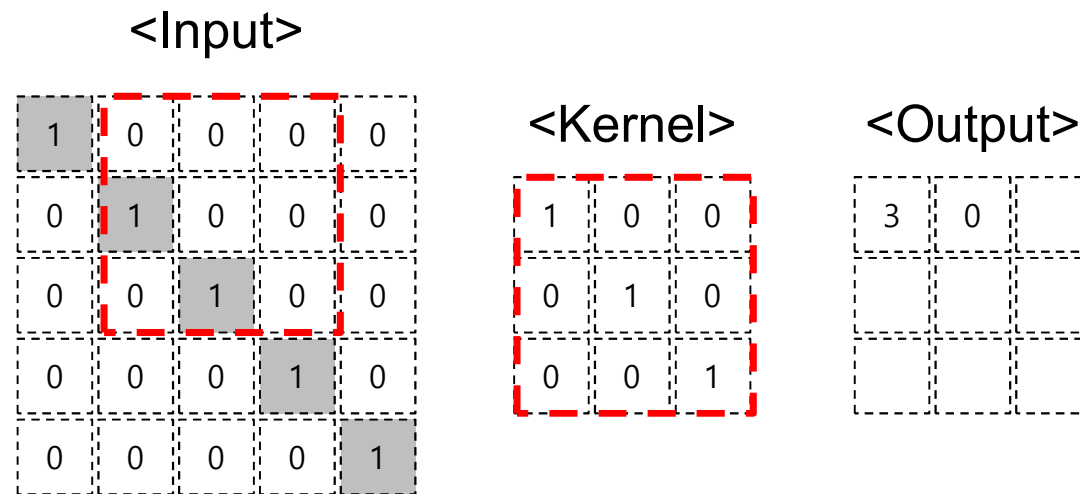 <Input>
<Kernel>
<Output>
1 0 0 0 0
0 1 0 0 0
0 0 1 0 0
0 0 0 1 0
0 0 0 0 1
1 0 0
0 1 0
0 0 1
3 0